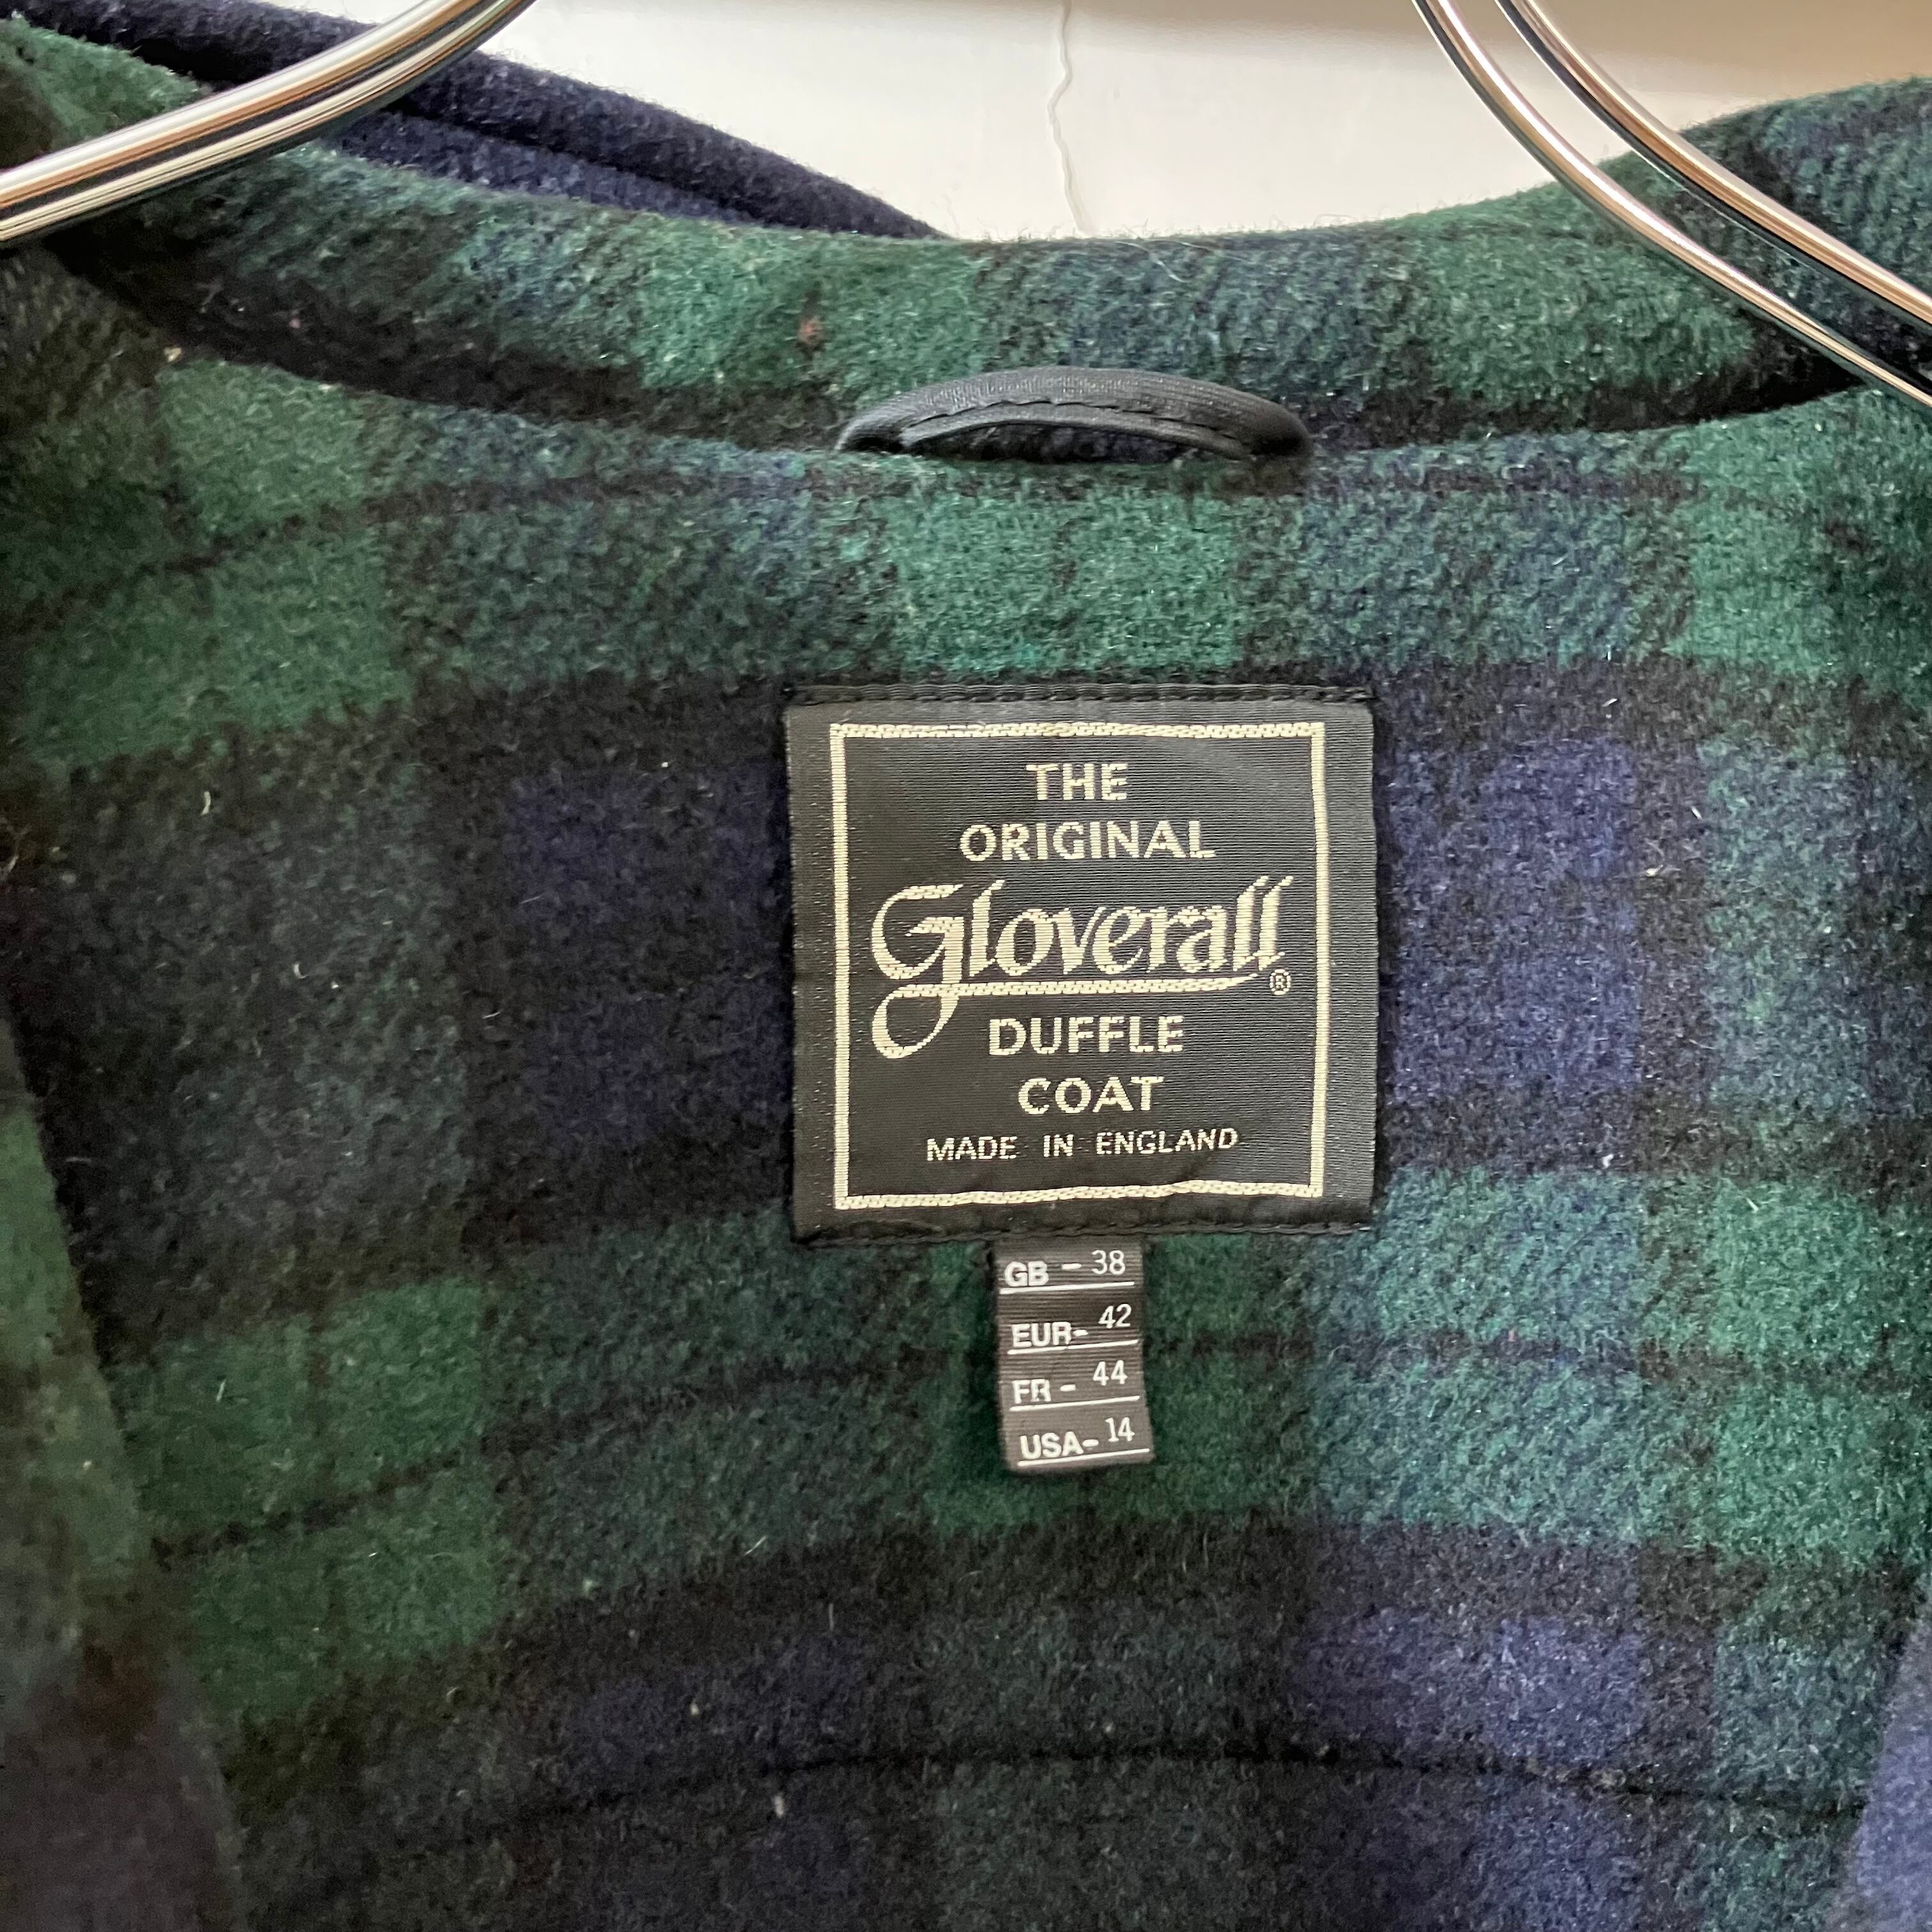 THE
ORIGINAL
Gloverall®
DUFFLE
COAT
MADE IN ENGLAND
GB - 38
EUR- 42
FR - 44
USA- 14